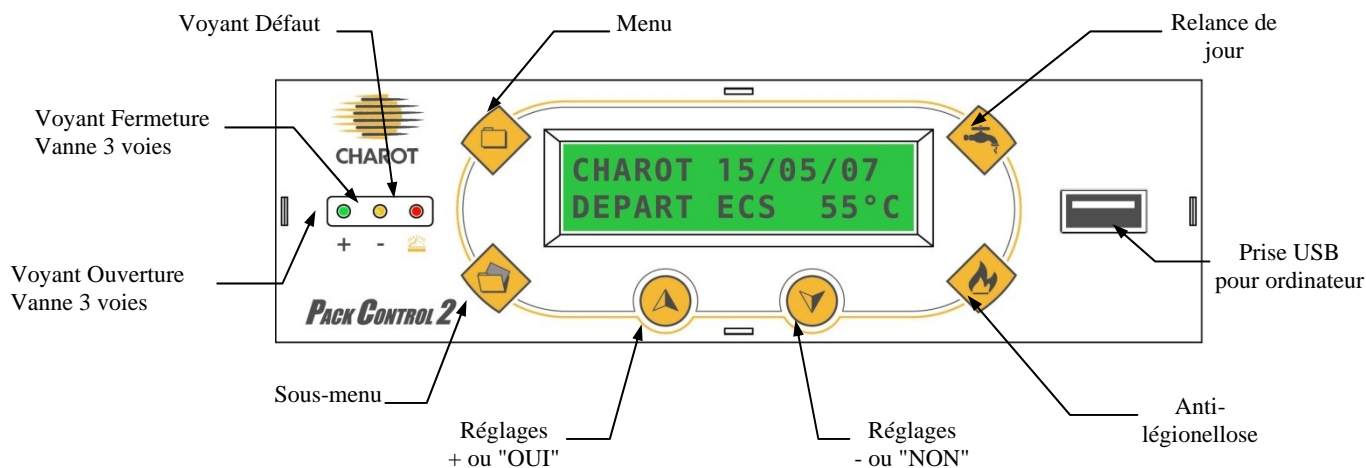 Voyant Défaut
Menu
Relance de
jour
Voyant Fermeture
Vanne 3 voies
CHAROT
CHAROT 15/05/07
DEPART ECS 55°C
+ -
Voyant Ouverture
Vanne 3 voies
Prise USB
pour ordinateur
PACK CONTROL 2
Sous-menu
Réglages
+ ou "OUI"
Réglages
- ou "NON"
Anti-
légionellose